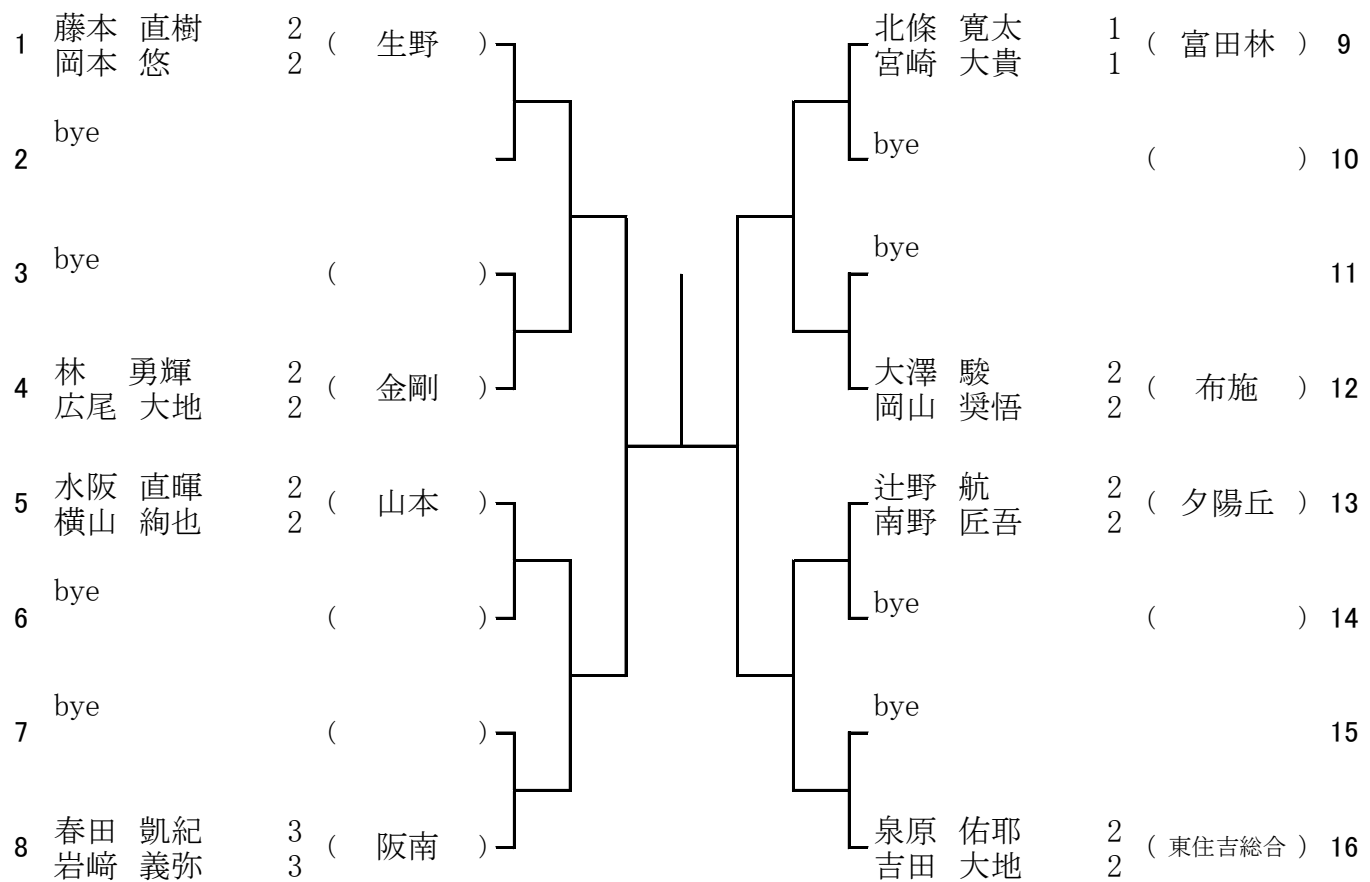 1 藤本 直樹 2 ( 生野 )
岡本 悠 2
2 bye
3 bye ( )
4 林 勇輝 2 ( 金剛 )
広尾 大地 2
5 水阪 直暉 2 ( 山本 )
横山 絢也 2
6 bye ( )
7 bye ( )
8 春田 凱紀 3 ( 阪南 )
岩﨑 義弥 3
北條 寛太 1 ( 富田林 ) 9
宮崎 大貴 1
bye ( ) 10
bye 11
大澤 駿 2 ( 布施 ) 12
岡山 奨悟 2
辻野 航 2 ( 夕陽丘 ) 13
南野 匠吾 2
bye ( ) 14
bye 15
泉原 佑耶 2 ( 東住吉総合 ) 16
吉田 大地 2